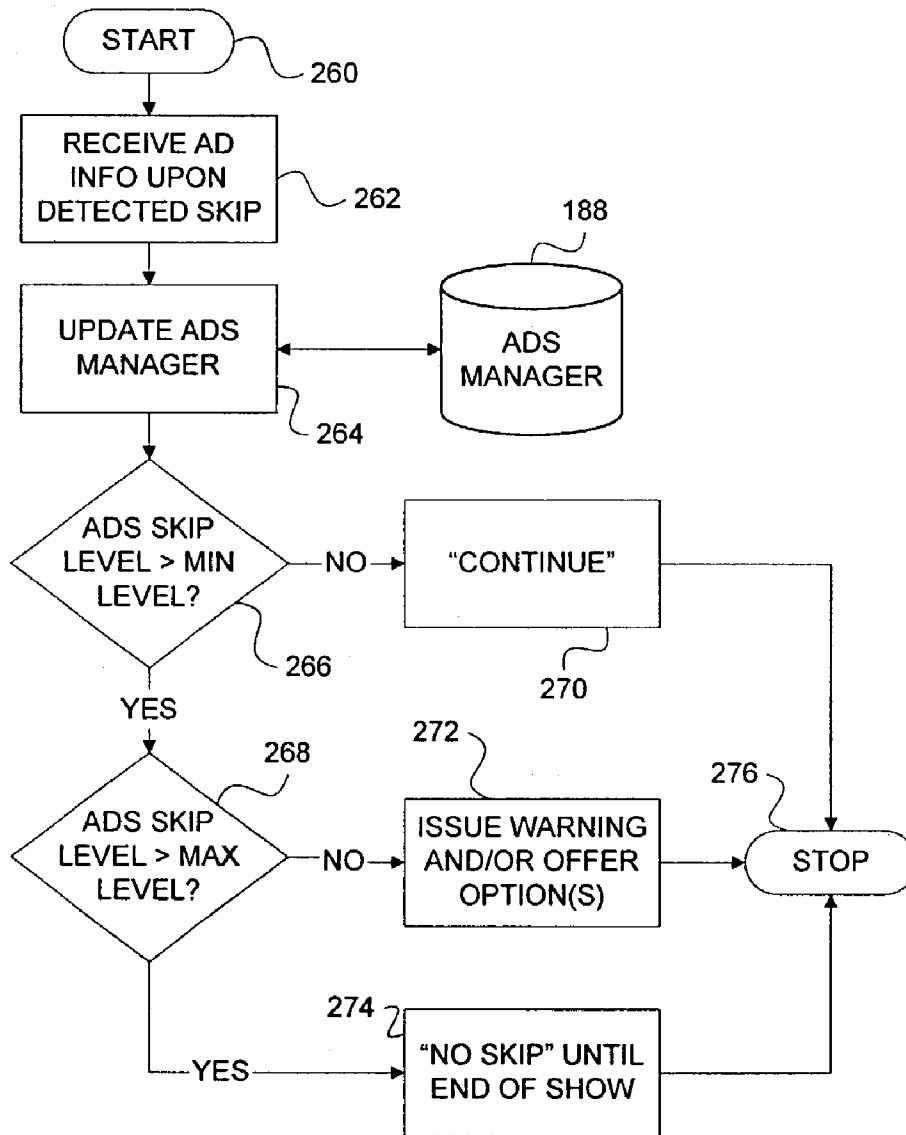 START
260
RECEIVE AD
INFO UPON
DETECTED SKIP
262
188
UPDATE ADS
MANAGER
264
ADS
MANAGER
ADS SKIP
LEVEL > MIN
LEVEL?
266
NO
"CONTINUE"
270
YES
268
272
276
ADS SKIP
LEVEL > MAX
LEVEL?
NO
ISSUE WARNING
AND/OR OFFER
OPTION(S)
STOP
274
YES
"NO SKIP" UNTIL
END OF SHOW